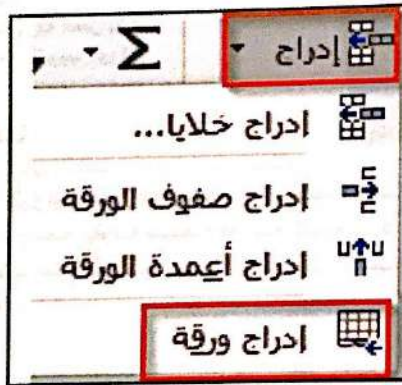 إدراج
إدراج خلايا...
إدراج صفوف الورقة
إدراج أعمدة الورقة
إدراج ورقة